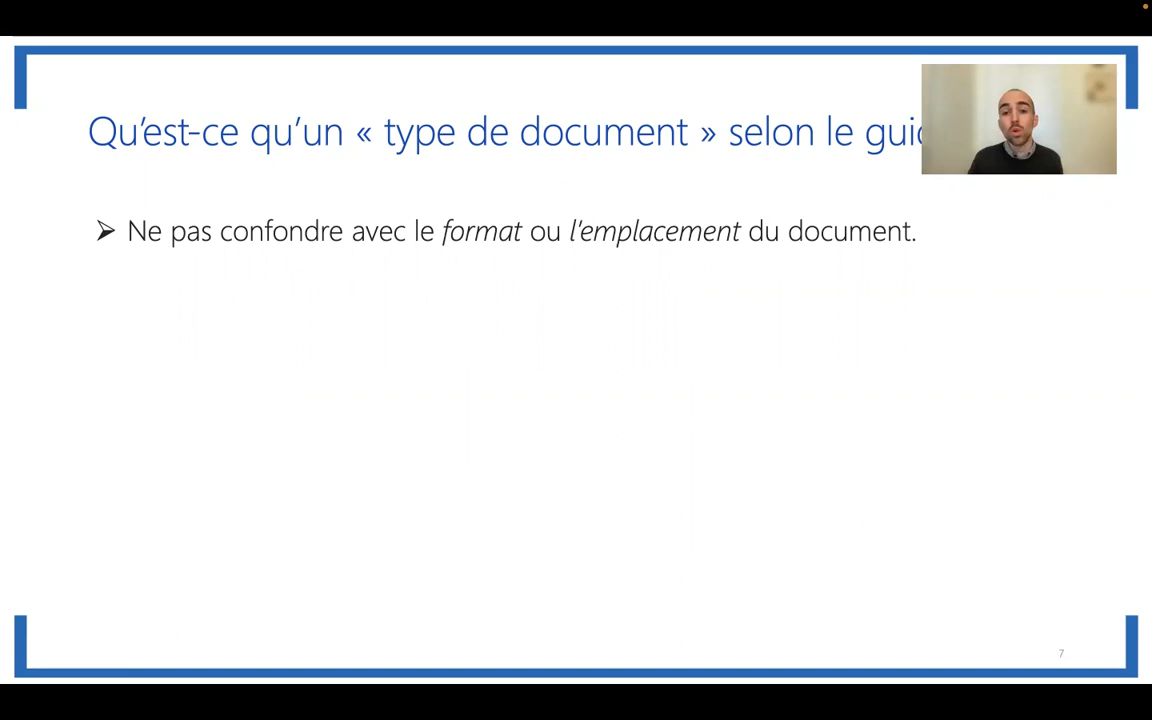 Qu’est-ce qu’un « type de document » selon le
➢ Ne pas confondre avec le format ou l’emplacement du document.
7